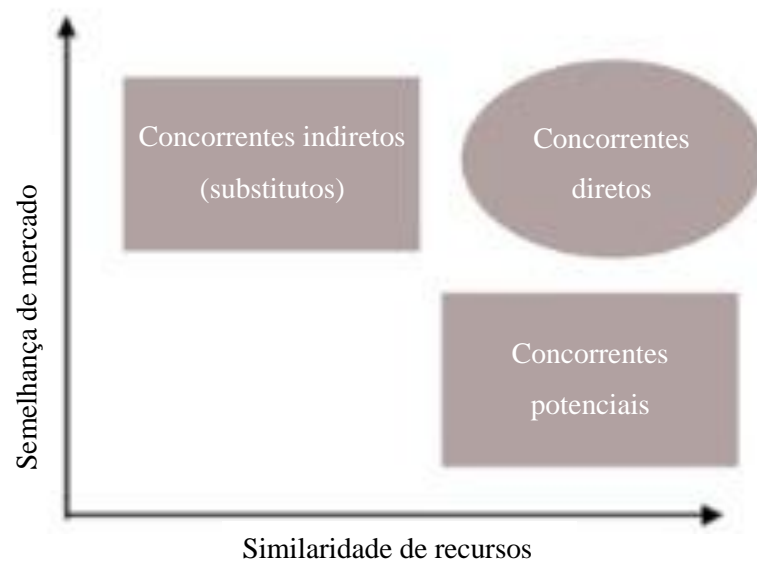 Semelhança de mercado
Concorrentes indiretos
(substitutos)
Concorrentes
diretos
Concorrentes
potenciais
Similaridade de recursos